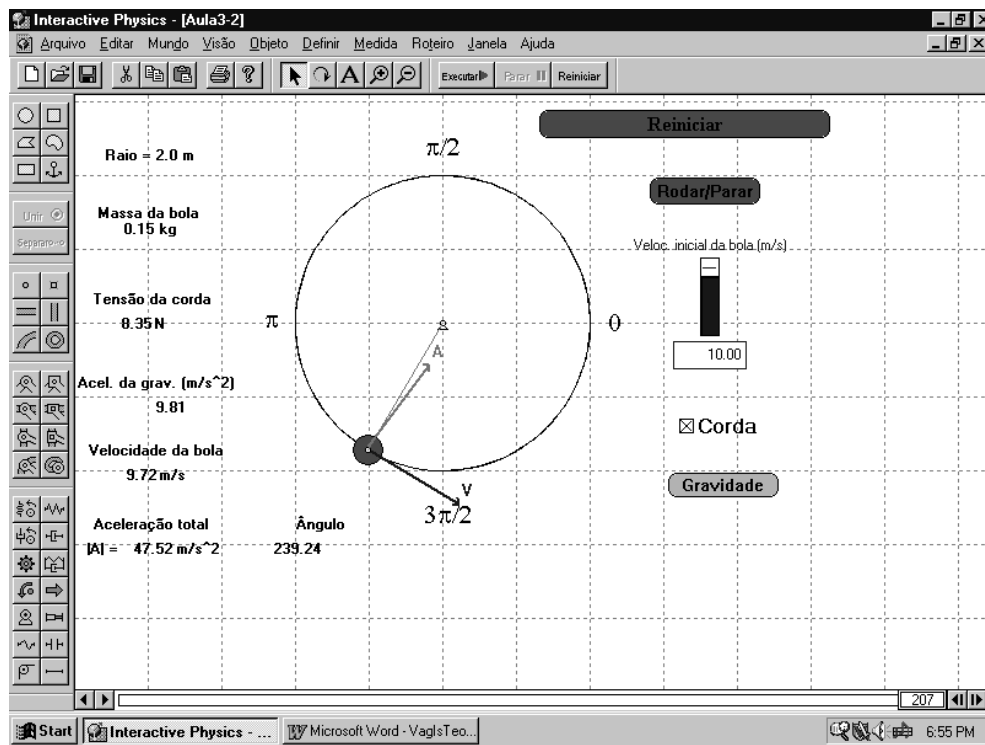 Interactive Physics - [Aula3-2]
Arquivo Editar Mundo Visão Objeto Definir Medida Roteiro Janela Ajuda
A Executar Parar Reiniciar
Reiniciar
Raio = 2.0 m
π/2
Rodar/Parar
Unir
Massa da bola
0.15 kg
Veloc. inicial da bola (m/s)
Tensão da corda
8.35 N
π
0
A
10.00
Acel. da grav. (m/s^2)
9.81
Corda
Velocidade da bola
9.72 m/s
Gravidade
V
3π/2
Aceleração total
Ângulo
|A| = 47.52 m/s^2
239.24
207
Start Interactive Physics - ... Microsoft Word - VagIsTeo... 6:55 PM